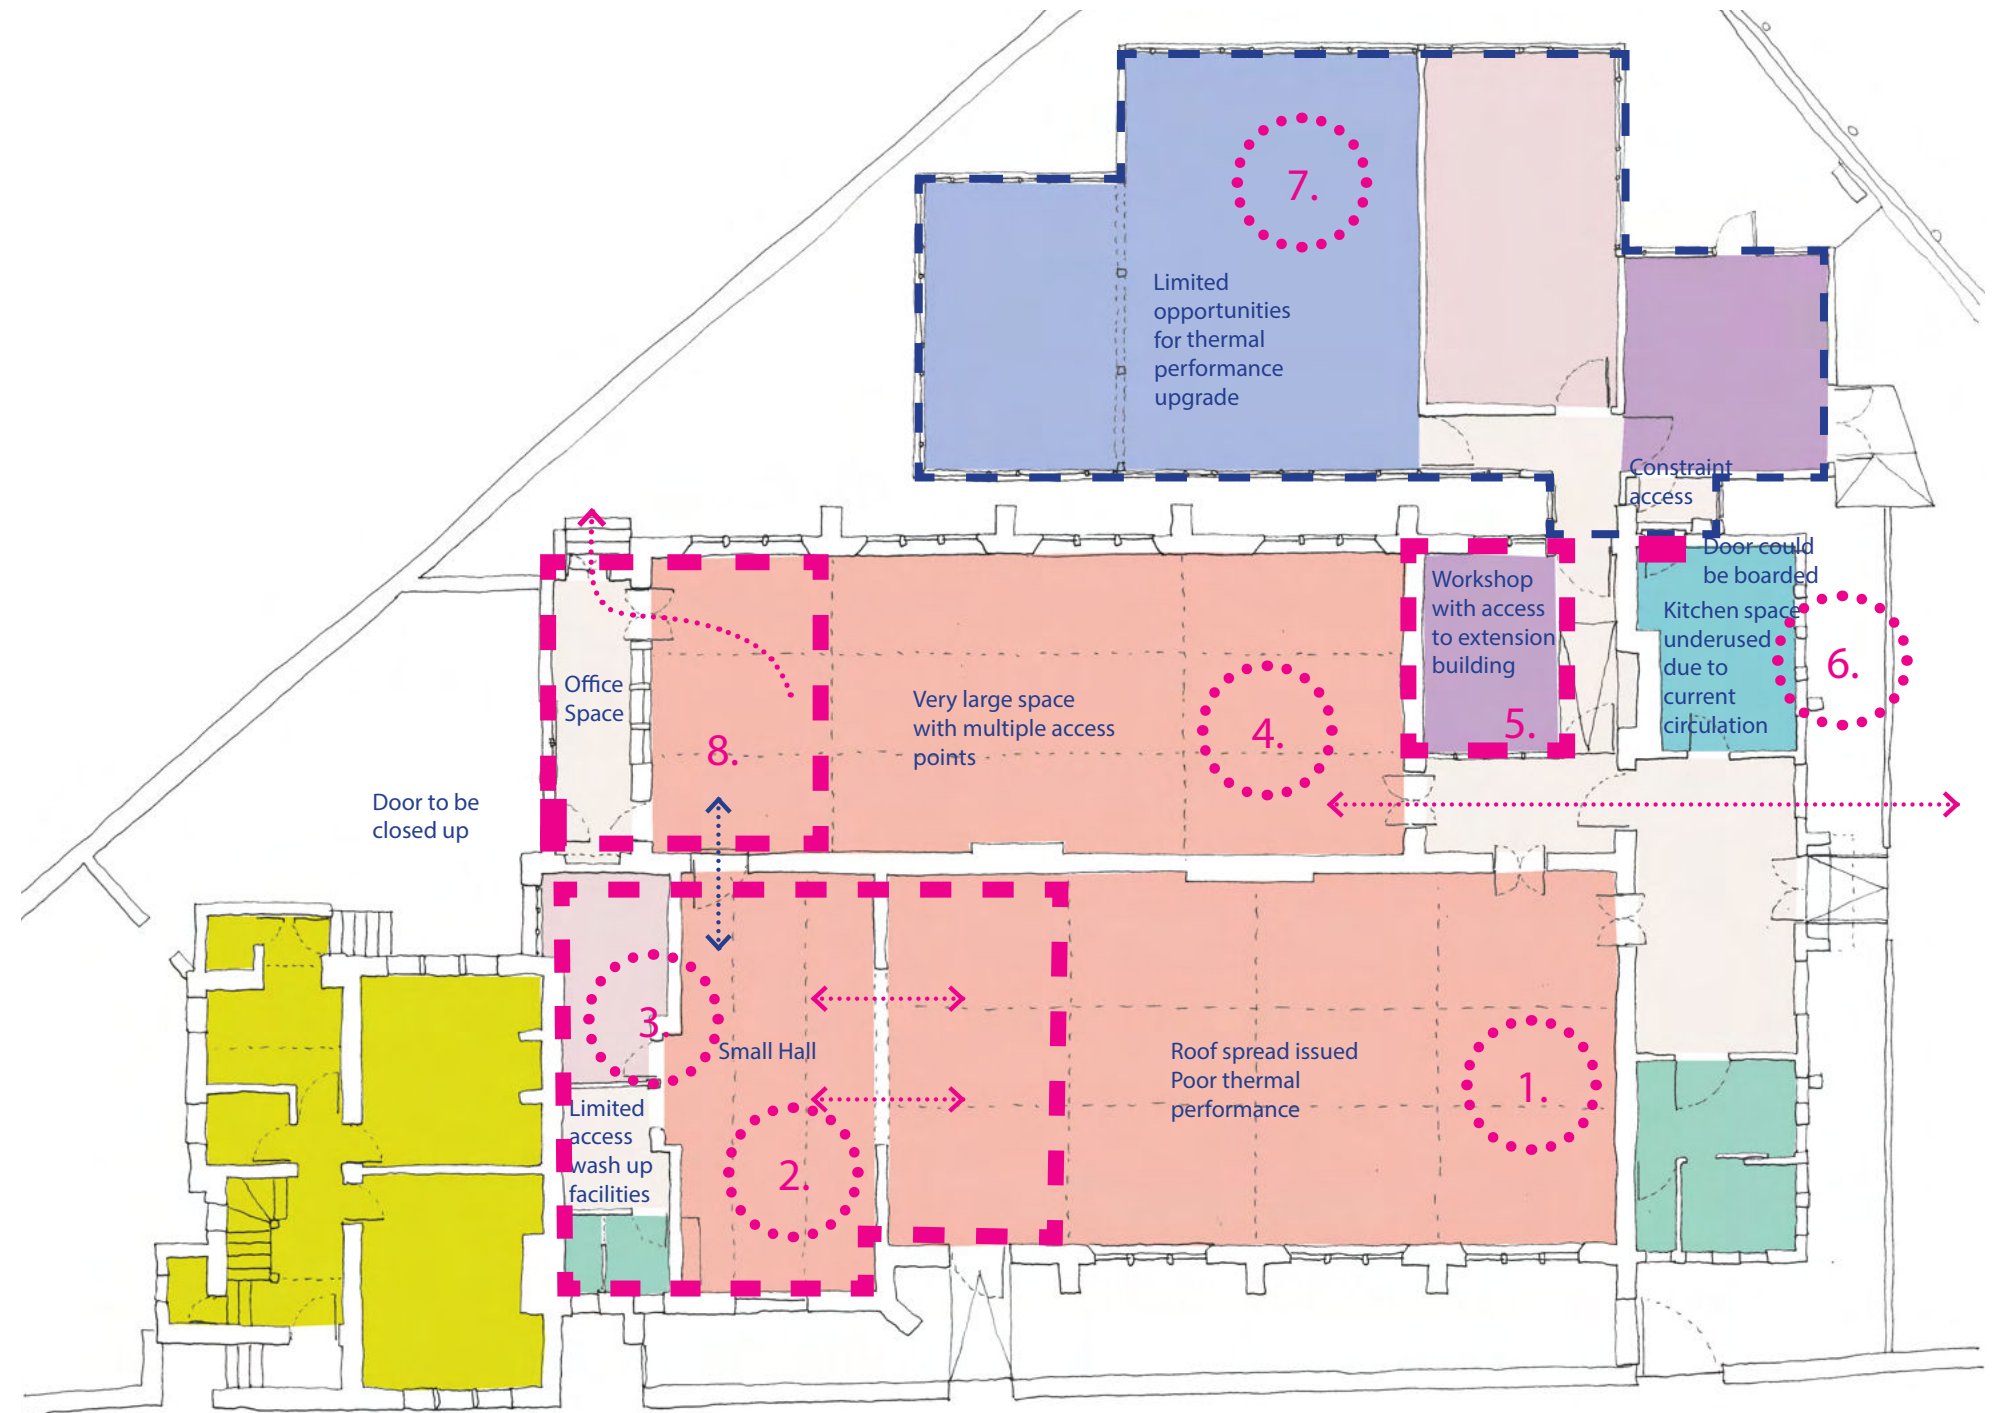 7.
Limited
opportunities
for thermal
performance
upgrade
Constraint
access
Door could
be boarded
Workshop
with access
to extension
building
5.
Kitchen space
underused
due to
current
circulation
6.
Office
Space
8.
Very large space
with multiple access
points
4.
Door to be
closed up
3.
Small Hall
Limited
access
wash up
facilities
2.
Roof spread issued
Poor thermal
performance
1.